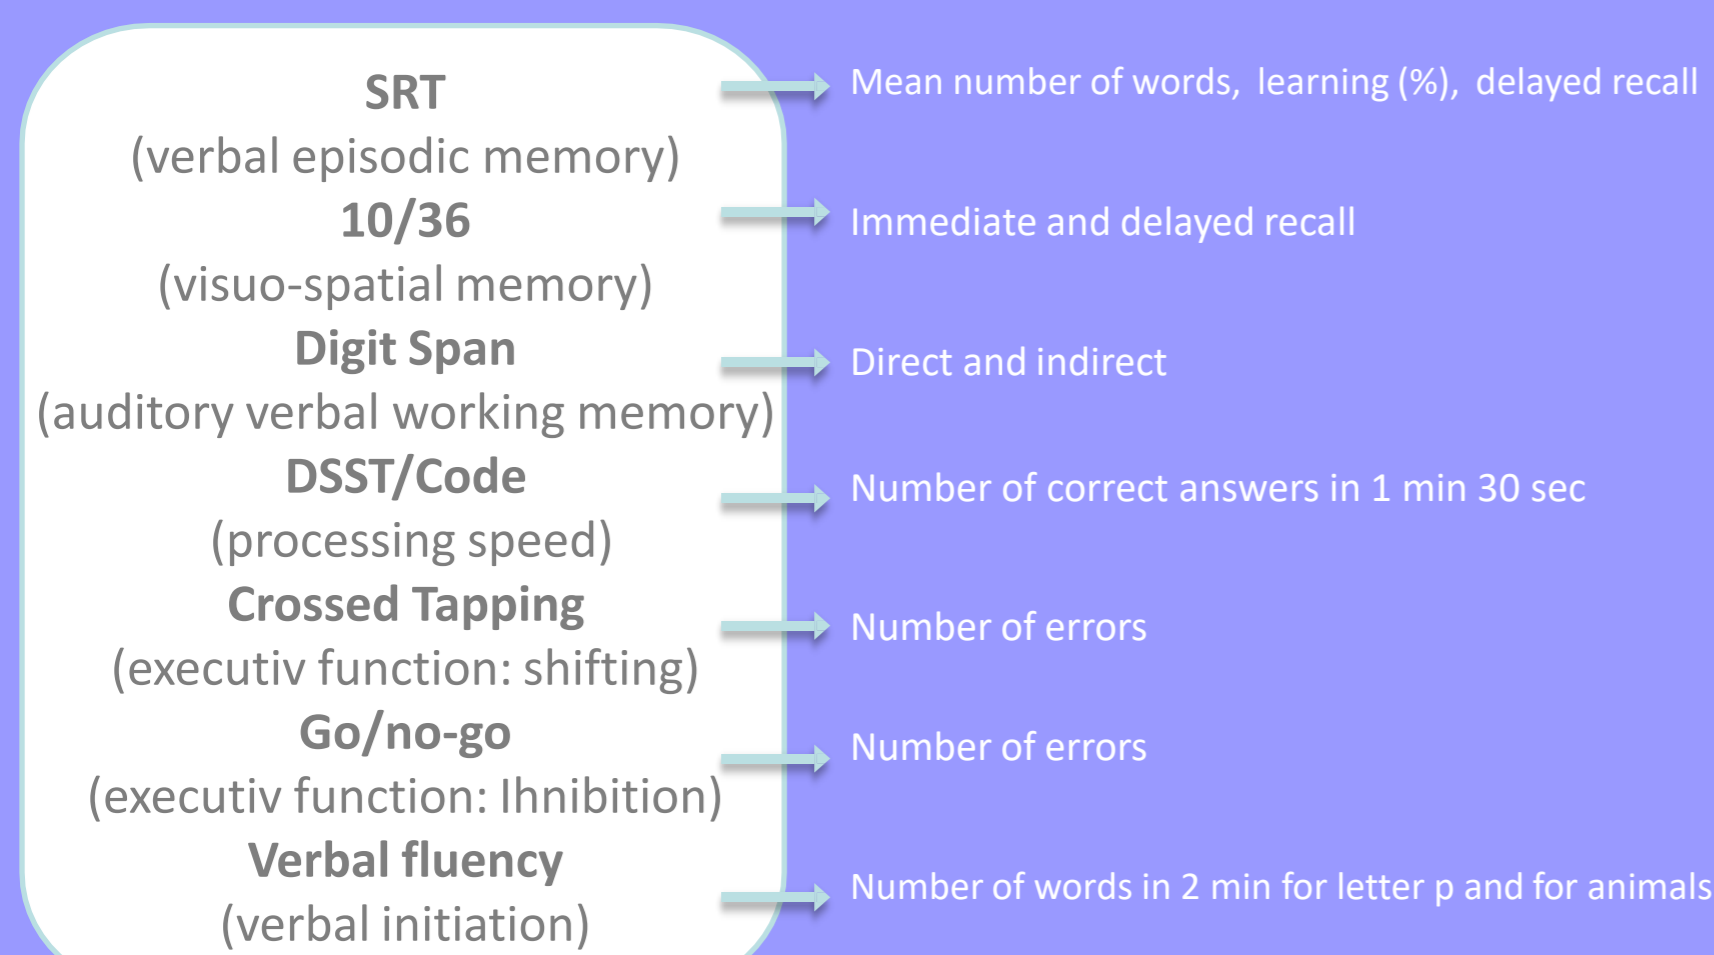 SRT
Mean number of words, learning (%), delayed recall
(verbal episodic memory)
10/36
Immediate and delayed recall
(visuo-spatial memory)
Digit Span
Direct and indirect
(auditory verbal working memory)
DSST/Code
Number of correct answers in 1 min 30 sec
(processing speed)
Crossed Tapping
Number of errors
(executiv function: shifting)
Go/no-go
Number of errors
(executiv function: Ihnibition)
Verbal fluency
Number of words in 2 min for letter p and for animals
(verbal initiation)